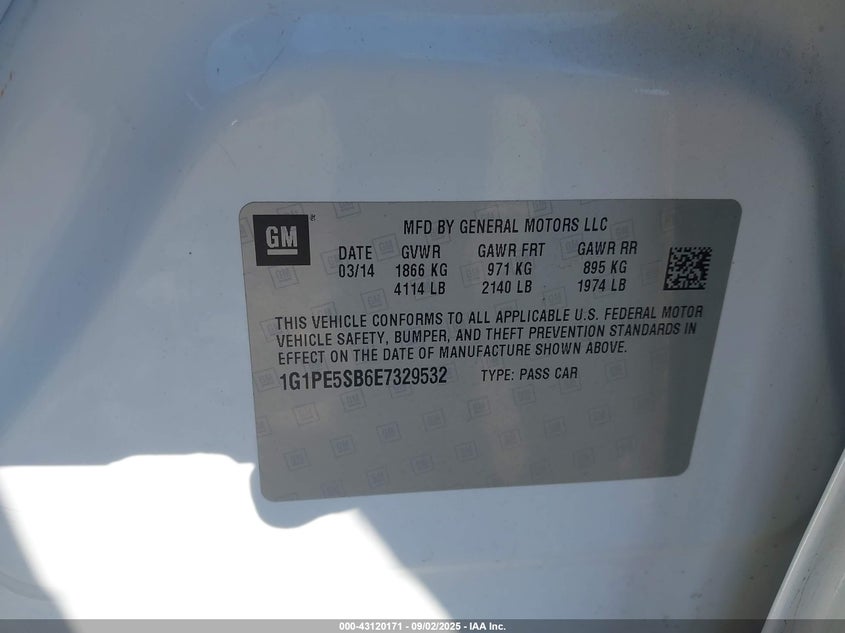 GM
MFD BY GENERAL MOTORS LLC
DATE GVWR GAWR FRT GAWR RR
03/14 1866 KG 971 KG 895 KG
4114 LB 2140 LB 1974 LB
THIS VEHICLE CONFORMS TO ALL APPLICABLE U.S. FEDERAL MOTOR
VEHICLE SAFETY, BUMPER, AND THEFT PREVENTION STANDARDS IN
EFFECT ON THE DATE OF MANUFACTURE SHOWN ABOVE.
1G1PE5SB6E7329532 TYPE: PASS CAR
000-43120171 - 09/02/2025 - IAA Inc.